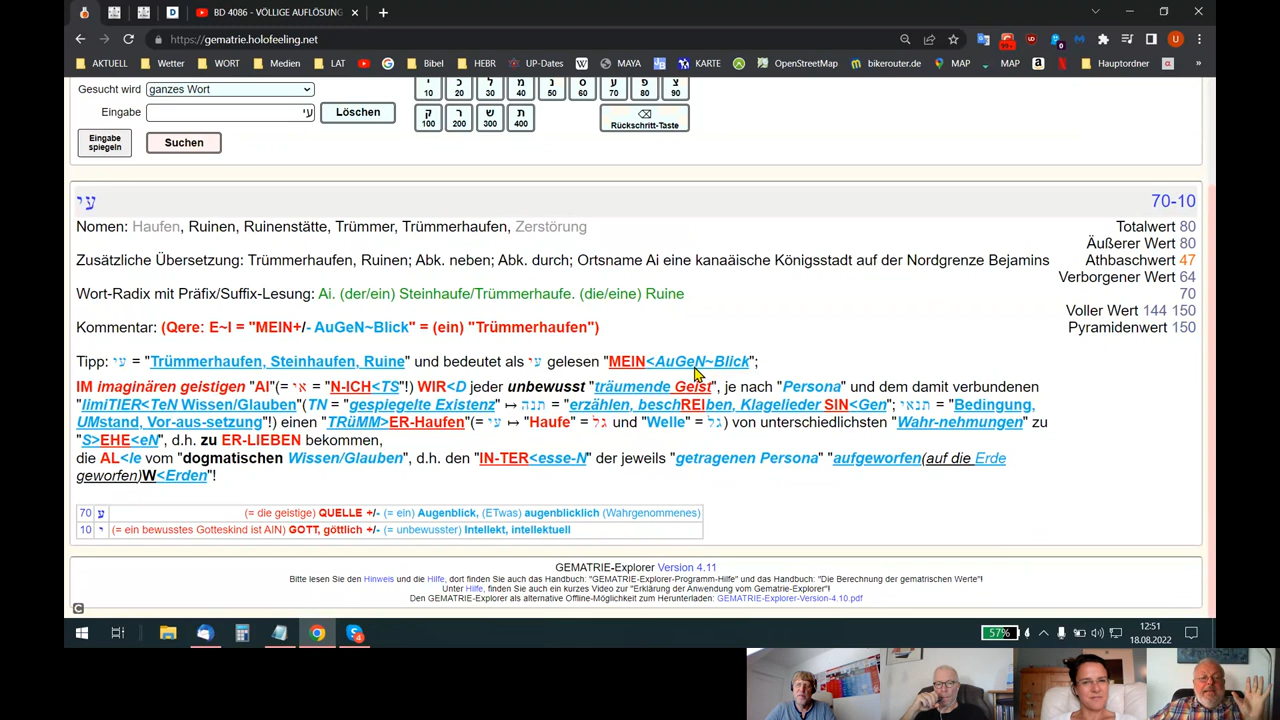 BD 4086 - VÖLLIGE AUFLÖSUNG
https://gematrie.holofeeling.net
AKTUELL Wetter WORT Medien LAT Bibel HEBR UP-Dates MAYA KARTE OpenStreetMap bikerouter.de MAP MAP Hauptordner »
Gesucht wird ganzes Wort
Eingabe עי Löschen
Eingabe spiegeln Suchen
י 10 כ 20 ל 30 מ 40 נ 50 ס 60 ע 70 פ 80 צ 90
ק 100 ר 200 ש 300 ת 400 Rückschritt-Taste
עי 70-10
Nomen: Haufen, Ruinen, Ruinenstätte, Trümmer, Trümmerhaufen, Zerstörung
Totalwert 80
Äußerer Wert 80
Athbaschwert 47
Verborgener Wert 64
70
Voller Wert 144 150
Pyramidenwert 150
Zusätzliche Übersetzung: Trümmerhaufen, Ruinen; Abk. neben; Abk. durch; Ortsname Ai eine kanaäische Königsstadt auf der Nordgrenze Bejamins
Wort-Radix mit Präfix/Suffix-Lesung: Ai. (der/ein) Steinhaufe/Trümmerhaufe. (die/eine) Ruine
Kommentar: (Qere: E~I = "MEIN+/- AuGeN~Blick" = (ein) "Trümmerhaufen")
Tipp: עי = "Trümmerhaufen, Steinhaufen, Ruine" und bedeutet als עי gelesen "MEIN<AuGeN~Blick";
IM imaginären geistigen "AI"(= אי = "N-ICH<TS"!) WIR<D jeder unbewusst "träumende Geist", je nach "Persona" und dem damit verbundenen
"limiTIER<TeN Wissen/Glauben"(TN = "gespiegelte Existenz" ↦ תנה = "erzählen, beschREIben, Klagelieder SIN<Gen"; תנאי = "Bedingung,
UMstand, Vor-aus-setzung"!) einen "TRüMM>ER-Haufen"(= עי ↦ "Haufe" = גל und "Welle" = גל) von unterschiedlichsten "Wahr-nehmungen" zu
"S>EHE<eN", d.h. zu ER-LIEBEN bekommen,
die AL<le vom "dogmatischen Wissen/Glauben", d.h. den "IN-TER<esse-N" der jeweils "getragenen Persona" "aufgeworfen(auf die Erde
geworfen)W<Erden"!
70 ע (= die geistige) QUELLE +/- (= ein) Augenblick, (ETwas) augenblicklich (Wahrgenommenes)
10 י (= ein bewusstes Gotteskind ist AIN) GOTT, göttlich +/- (= unbewusster) Intellekt, intellektuell
GEMATRIE-Explorer Version 4.11
Bitte lesen Sie den Hinweis und die Hilfe, dort finden Sie auch das Handbuch: "GEMATRIE-Explorer-Programm-Hilfe" und das Handbuch: "Die Berechnung der gematrischen Werte"!
Unter Hilfe, finden Sie auch ein kurzes Video zur "Erklärung der Anwendung vom Gematrie-Explorer"!
Den GEMATRIE-Explorer als alternative Offline-Möglichkeit zum Herunterladen: GEMATRIE-Explorer-Version-4.10.pdf
57% 12:51
18.08.2022